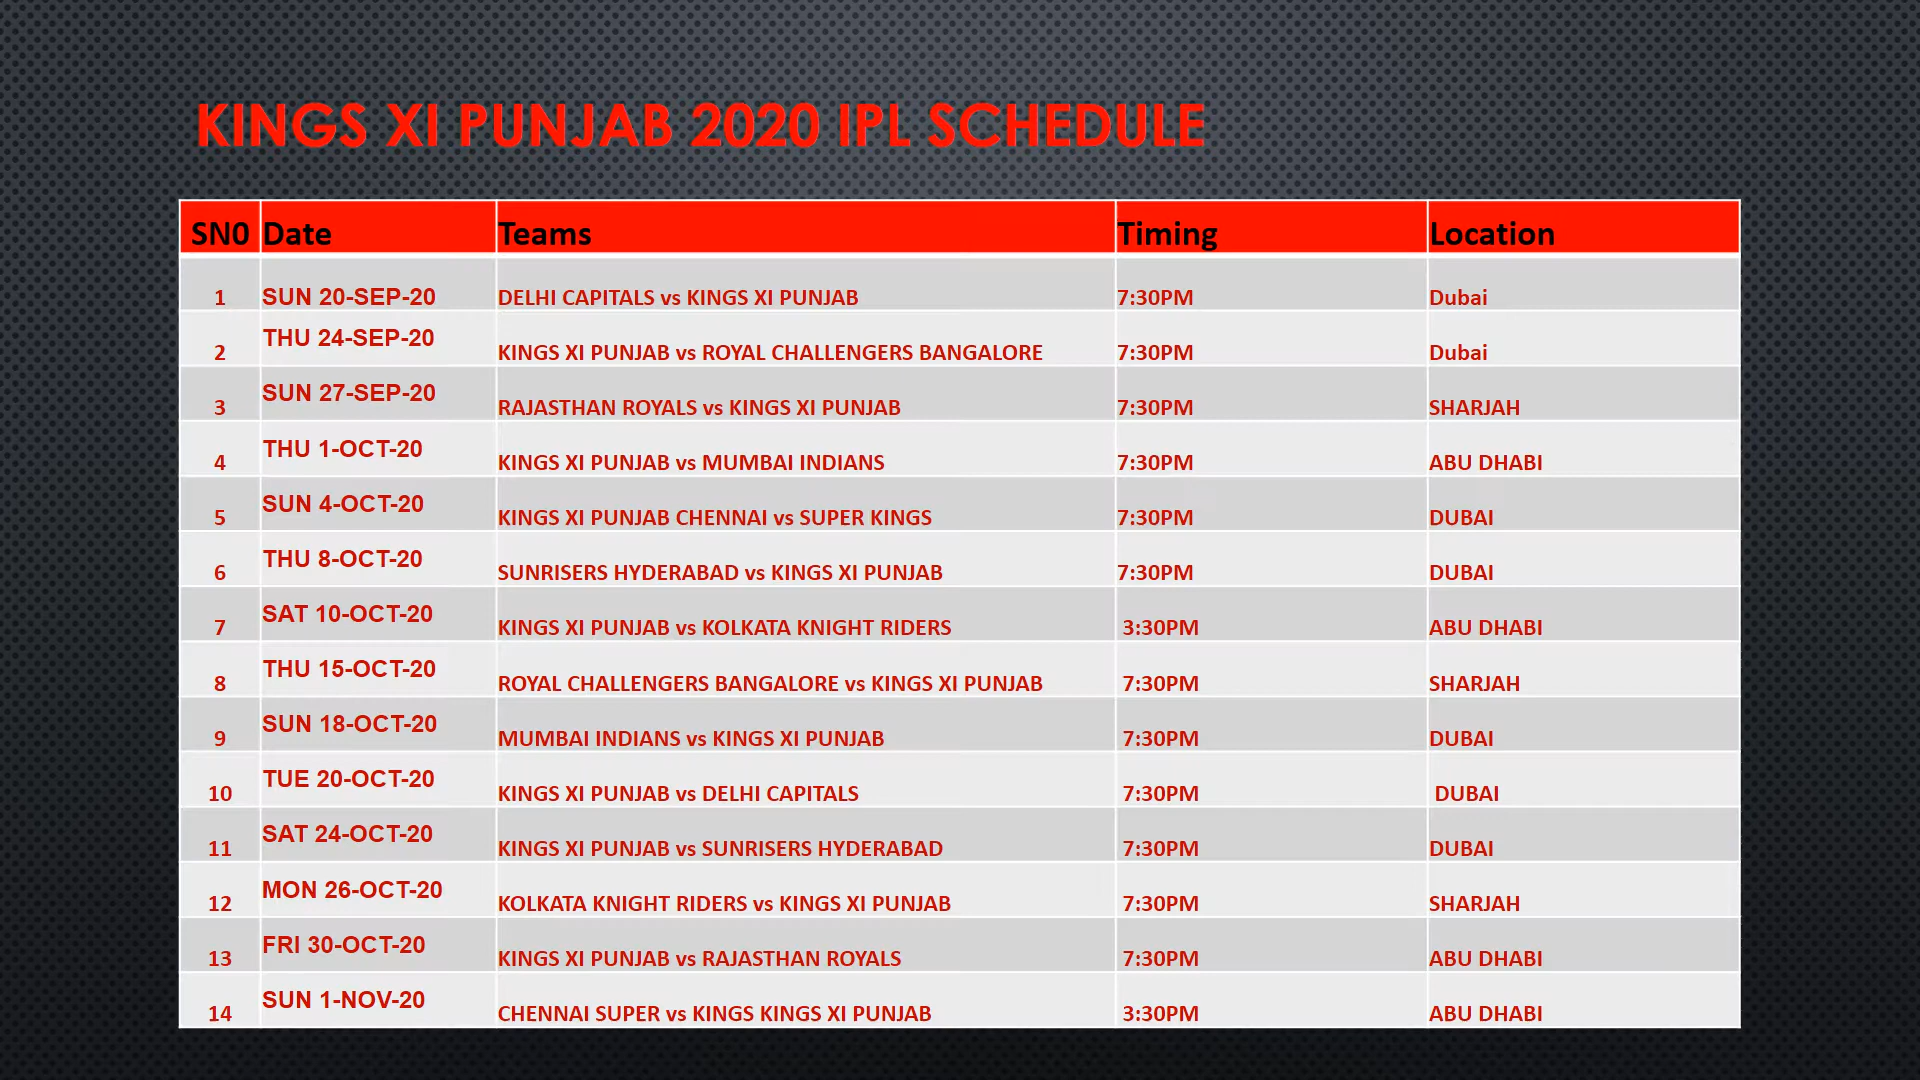 KINGS XI PUNJAB 2020 IPL SCHEDULE
SN0 Date Teams Timing Location
1 SUN 20-SEP-20 DELHI CAPITALS vs KINGS XI PUNJAB 7:30PM Dubai
2 THU 24-SEP-20 KINGS XI PUNJAB vs ROYAL CHALLENGERS BANGALORE 7:30PM Dubai
3 SUN 27-SEP-20 RAJASTHAN ROYALS vs KINGS XI PUNJAB 7:30PM SHARJAH
4 THU 1-OCT-20 KINGS XI PUNJAB vs MUMBAI INDIANS 7:30PM ABU DHABI
5 SUN 4-OCT-20 KINGS XI PUNJAB CHENNAI vs SUPER KINGS 7:30PM DUBAI
6 THU 8-OCT-20 SUNRISERS HYDERABAD vs KINGS XI PUNJAB 7:30PM DUBAI
7 SAT 10-OCT-20 KINGS XI PUNJAB vs KOLKATA KNIGHT RIDERS 3:30PM ABU DHABI
8 THU 15-OCT-20 ROYAL CHALLENGERS BANGALORE vs KINGS XI PUNJAB 7:30PM SHARJAH
9 SUN 18-OCT-20 MUMBAI INDIANS vs KINGS XI PUNJAB 7:30PM DUBAI
10 TUE 20-OCT-20 KINGS XI PUNJAB vs DELHI CAPITALS 7:30PM DUBAI
11 SAT 24-OCT-20 KINGS XI PUNJAB vs SUNRISERS HYDERABAD 7:30PM DUBAI
12 MON 26-OCT-20 KOLKATA KNIGHT RIDERS vs KINGS XI PUNJAB 7:30PM SHARJAH
13 FRI 30-OCT-20 KINGS XI PUNJAB vs RAJASTHAN ROYALS 7:30PM ABU DHABI
14 SUN 1-NOV-20 CHENNAI SUPER vs KINGS KINGS XI PUNJAB 3:30PM ABU DHABI